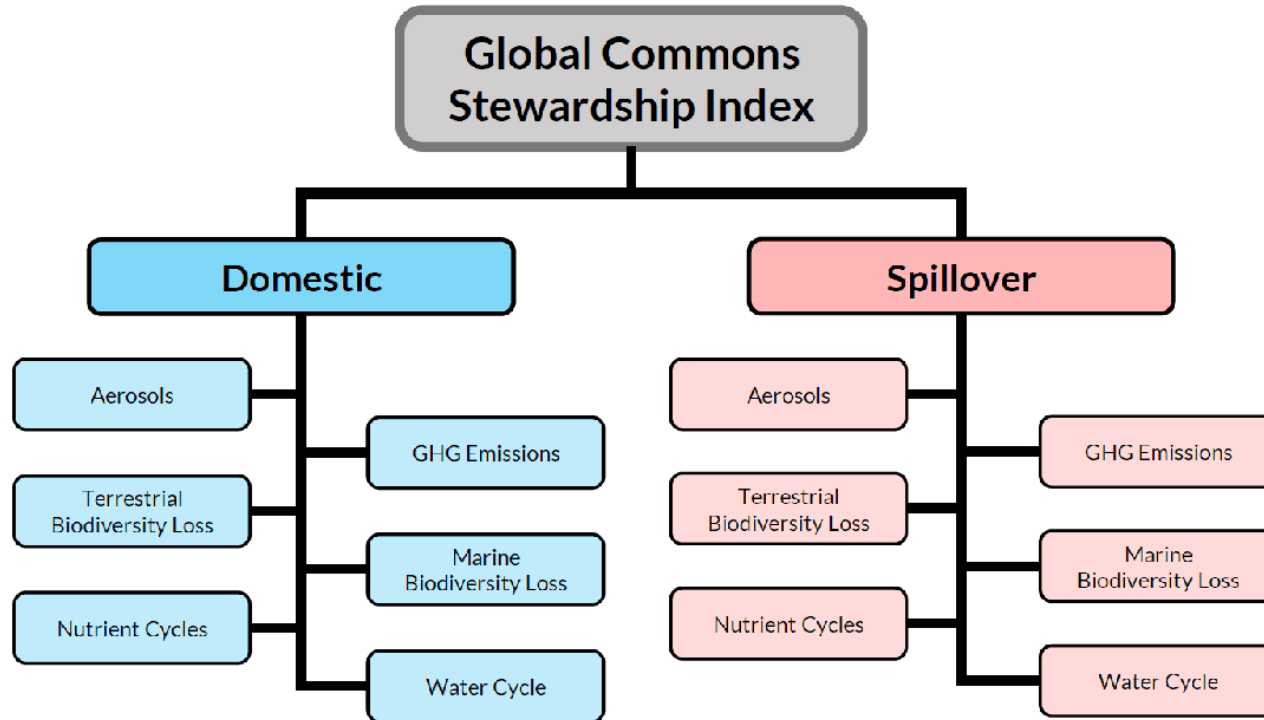 Global Commons
Stewardship Index
Domestic
Spillover
Aerosols
GHG Emissions
Terrestrial
Biodiversity Loss
Marine
Biodiversity Loss
Nutrient Cycles
Water Cycle
Aerosols
GHG Emissions
Terrestrial
Biodiversity Loss
Marine
Biodiversity Loss
Nutrient Cycles
Water Cycle